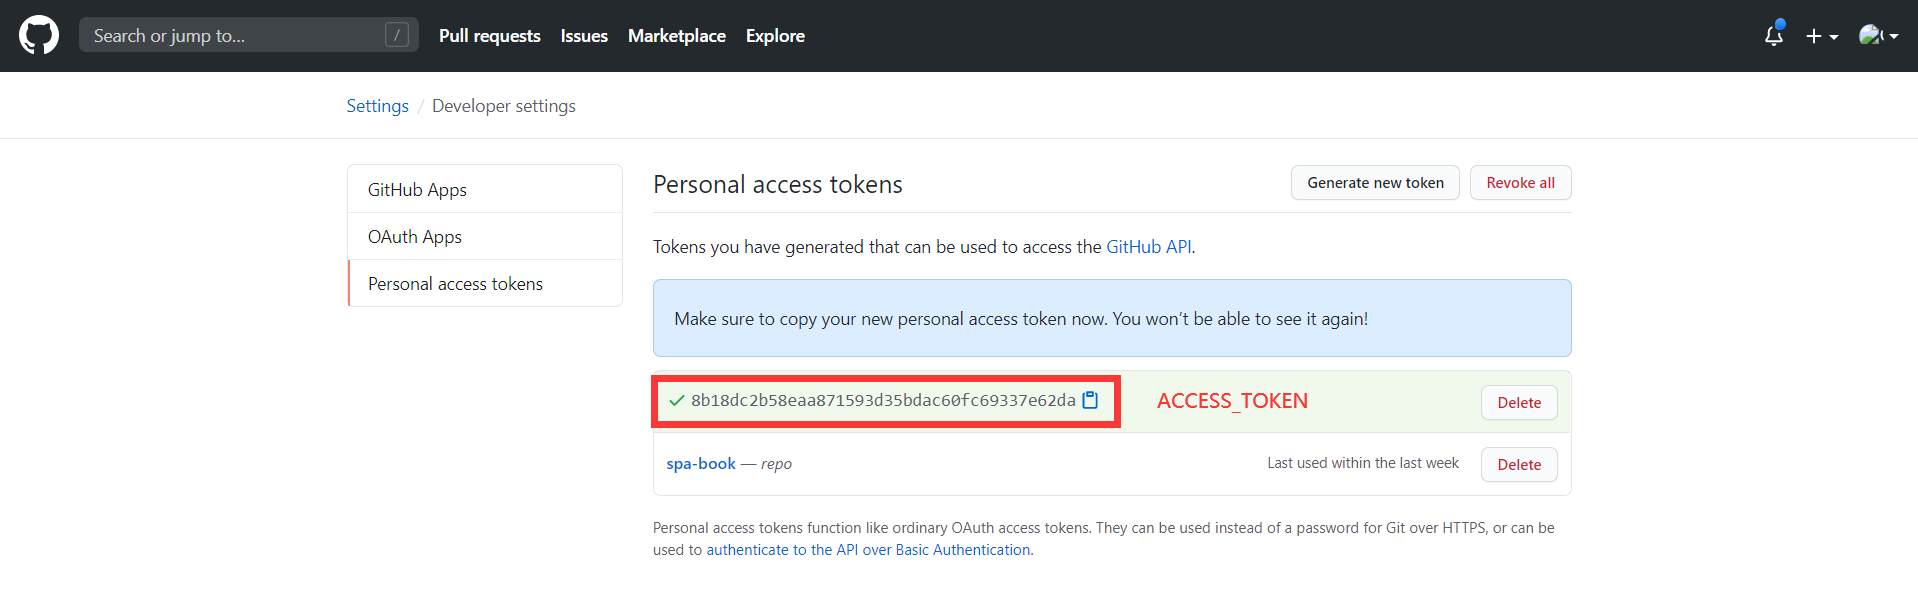 Search or jump to... /
Pull requests
Issues
Marketplace
Explore
Settings / Developer settings
GitHub Apps
OAuth Apps
Personal access tokens
Personal access tokens
Generate new token
Revoke all
Tokens you have generated that can be used to access the GitHub API.
Make sure to copy your new personal access token now. You won’t be able to see it again!
8b18dc2b58eaa871593d35bdac60fc69337e62da
ACCESS_TOKEN
Delete
spa-book — repo
Last used within the last week
Delete
Personal access tokens function like ordinary OAuth access tokens. They can be used instead of a password for Git over HTTPS, or can be
used to authenticate to the API over Basic Authentication.